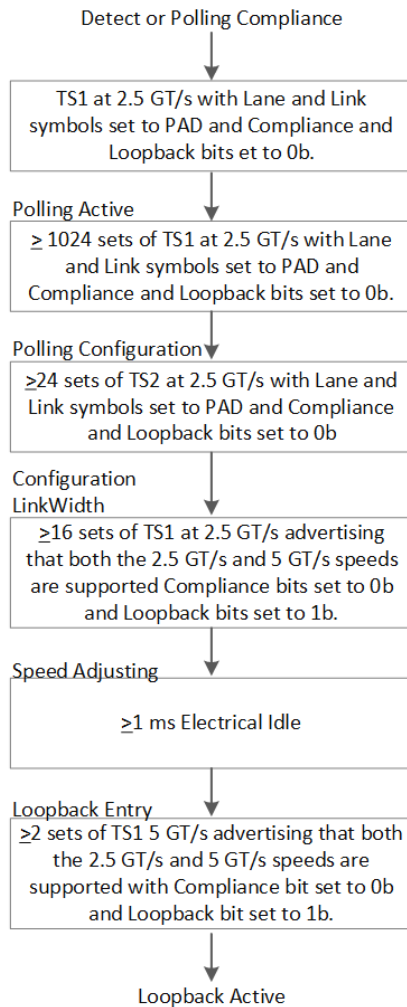 Detect or Polling Compliance
TS1 at 2.5 GT/s with Lane and Link
symbols set to PAD and Compliance and
Loopback bits et to 0b.
Polling Active
≥ 1024 sets of TS1 at 2.5 GT/s with Lane
and Link symbols set to PAD and
Compliance and Loopback bits set to 0b.
Polling Configuration
≥24 sets of TS2 at 2.5 GT/s with Lane and
Link symbols set to PAD and Compliance
and Loopback bits set to 0b
Configuration
LinkWidth
≥16 sets of TS1 at 2.5 GT/s advertising
that both the 2.5 GT/s and 5 GT/s speeds
are supported Compliance bits set to 0b
and Loopback bits set to 1b.
Speed Adjusting
≥1 ms Electrical Idle
Loopback Entry
≥2 sets of TS1 5 GT/s advertising that both
the 2.5 GT/s and 5 GT/s speeds are
supported with Compliance bit set to 0b
and Loopback bit set to 1b.
Loopback Active